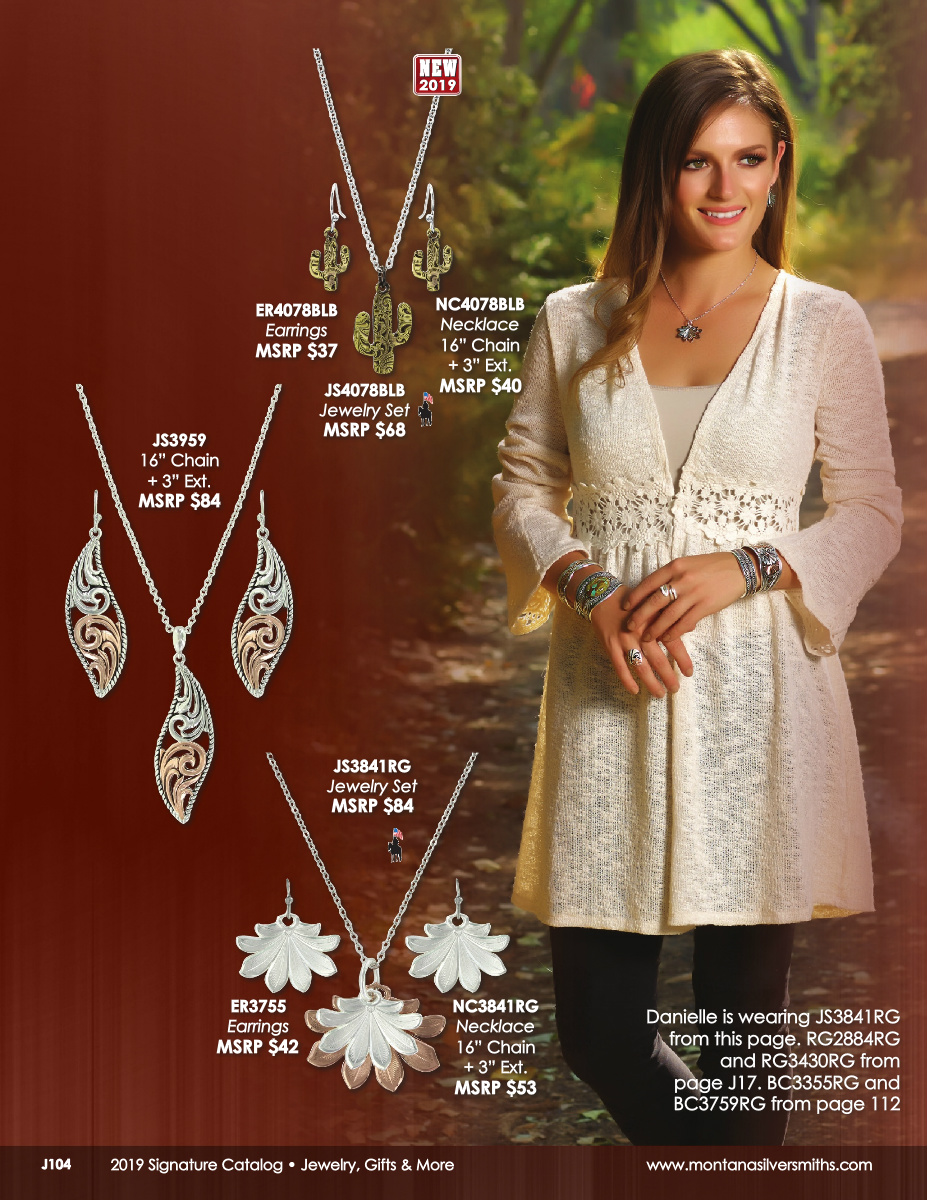 NEW
2019
ER4078BLB
Earrings
MSRP $37
NC4078BLB
Necklace
16” Chain
+ 3” Ext.
MSRP $40
JS4078BLB
Jewelry Set
MSRP $68
JS3959
16” Chain
+ 3” Ext.
MSRP $84
JS3841RG
Jewelry Set
MSRP $84
ER3755
Earrings
MSRP $42
NC3841RG
Necklace
16” Chain
+ 3” Ext.
MSRP $53
Danielle is wearing JS3841RG
from this page. RG2884RG
and RG3430RG from
page J17. BC3355RG and
BC3759RG from page 112
J104 2019 Signature Catalog • Jewelry, Gifts & More www.montanasilversmiths.com